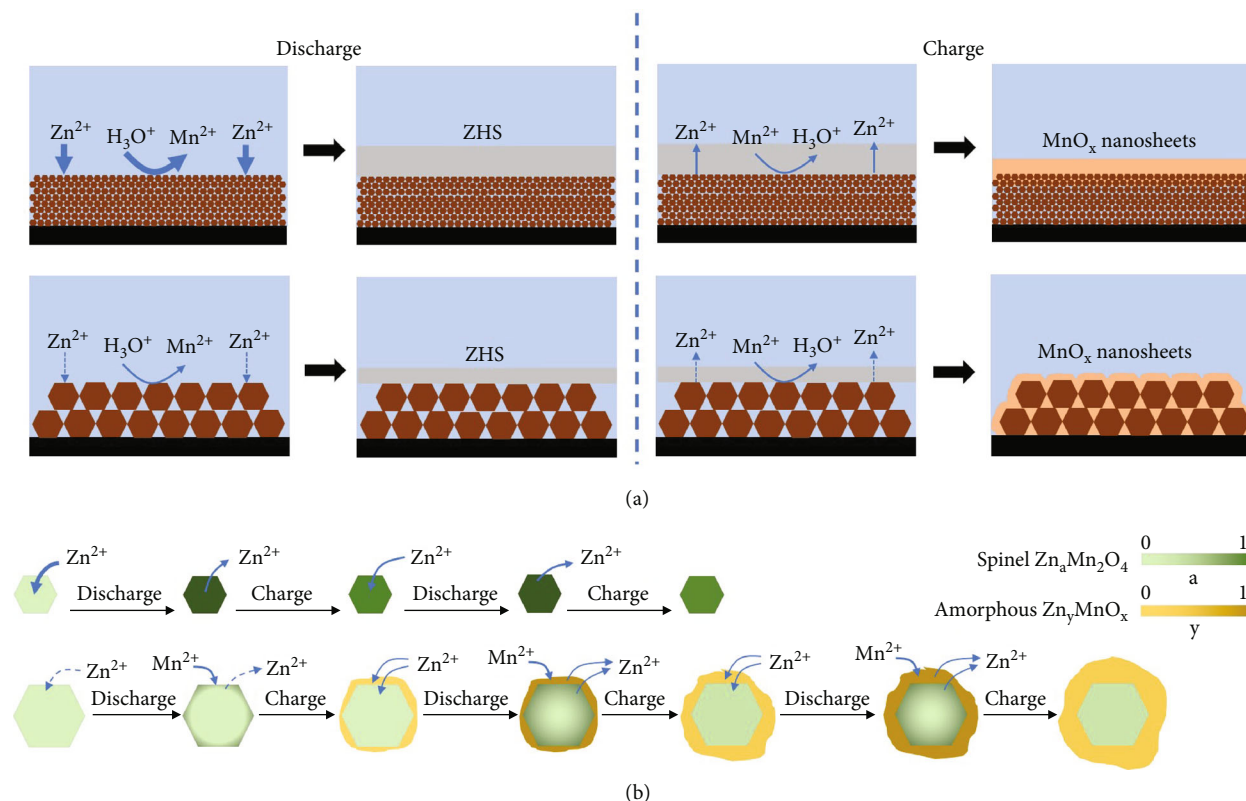 Discharge
Charge
Zn²⁺ H₃O⁺ Mn²⁺ Zn²⁺
ZHS
Zn²⁺ Mn²⁺ H₃O⁺ Zn²⁺
MnOₓ nanosheets
Zn²⁺ H₃O⁺ Mn²⁺ Zn²⁺
ZHS
Zn²⁺ Mn²⁺ H₃O⁺ Zn²⁺
MnOₓ nanosheets
(a)
Zn²⁺ Zn²⁺ Zn²⁺ Zn²⁺
Discharge Charge Discharge Charge
0 1
Spinel ZnₐMn₂O₄
a
0 1
Amorphous ZnᵧMnOₓ
y
Zn²⁺ Mn²⁺ Zn²⁺ Zn²⁺ Mn²⁺ Zn²⁺ Zn²⁺ Mn²⁺ Zn²⁺
Discharge Charge Discharge Charge Discharge Charge
(b)